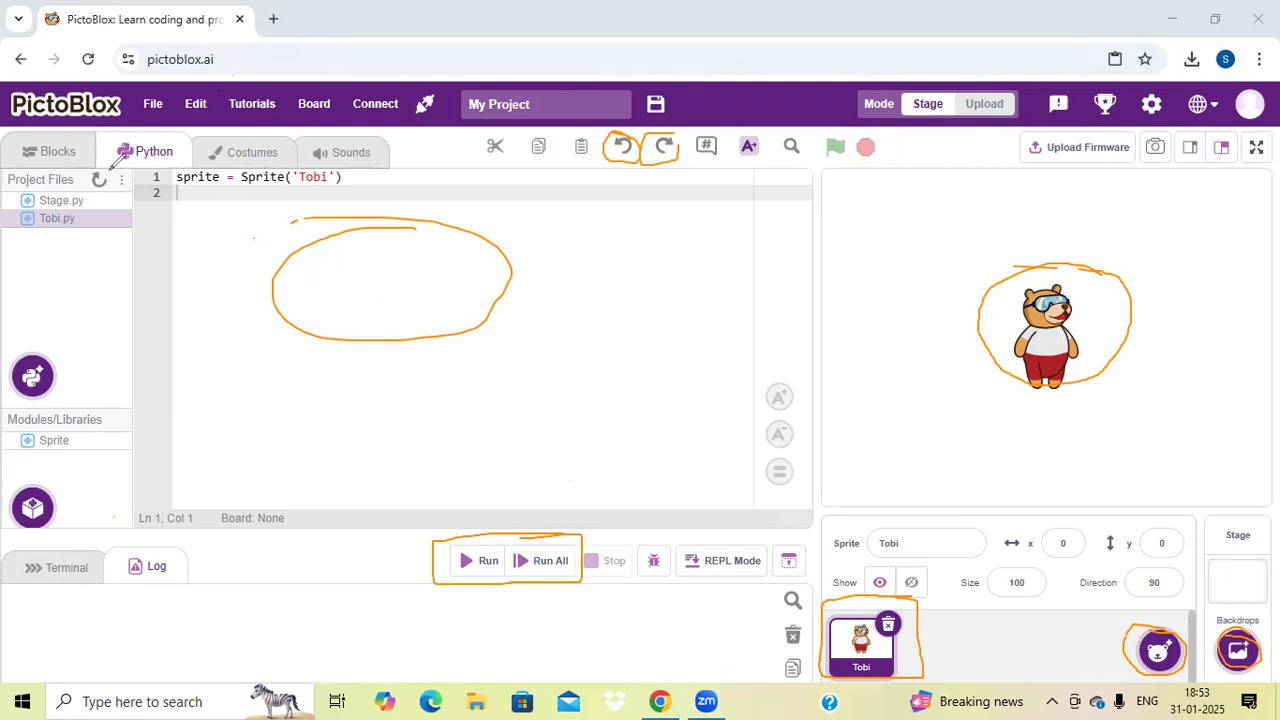 PictoBlox: Learn coding and pro
pictoblox.ai
S
PictoBlox File Edit Tutorials Board Connect My Project Mode Stage Upload
Blocks Python Costumes Sounds Upload Firmware
Project Files
1 sprite = Sprite('Tobi')
2
Stage.py
Tobi.py
Modules/Libraries
Sprite
A+
A-
=
Ln 1, Col 1 Board: None
Run Run All Stop REPL Mode
Terminal Log
Sprite Tobi x 0 y 0 Stage
Show Size 100 Direction 90
Backdrops
Tobi
Type here to search zm Breaking news 18:53
31-01-2025